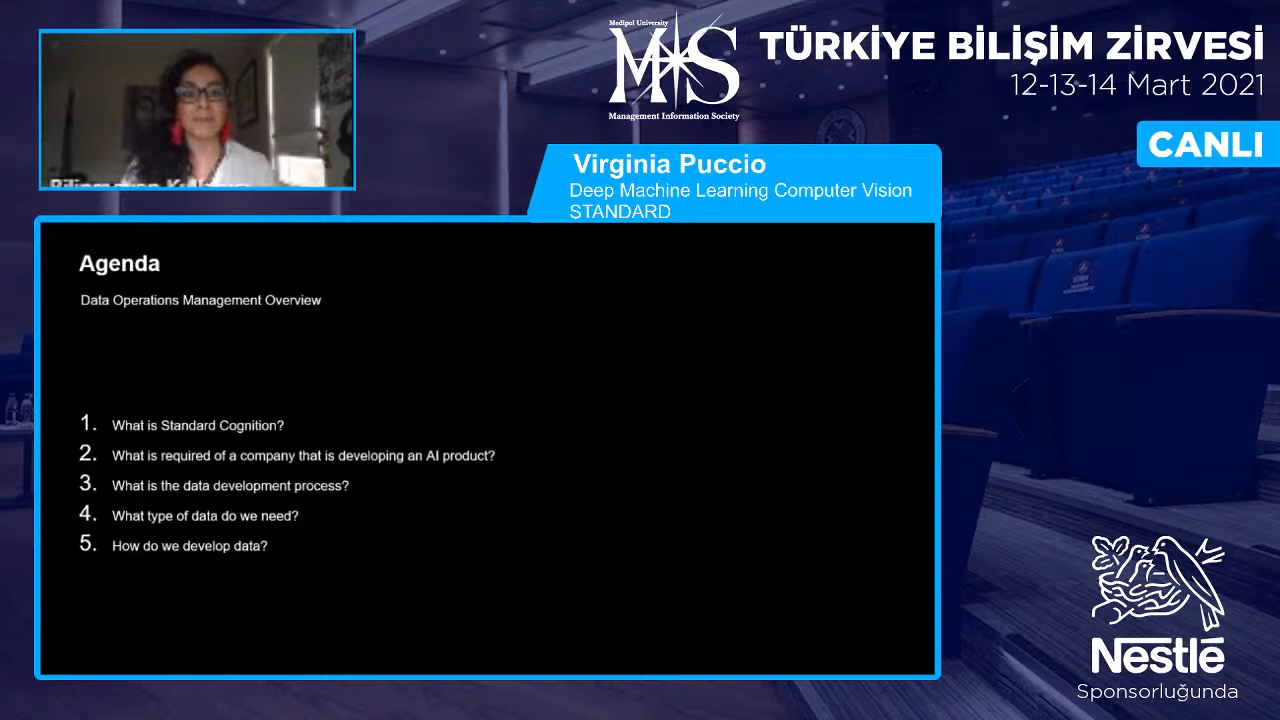 Medipol University
MIS
Management Information Society
TÜRKİYE BİLİŞİM ZİRVESİ
12-13-14 Mart 2021
CANLI
Bilinmeyen Kullanıcı
Virginia Puccio
Deep Machine Learning Computer Vision
STANDARD
Agenda
Data Operations Management Overview
1. What is Standard Cognition?
2. What is required of a company that is developing an AI product?
3. What is the data development process?
4. What type of data do we need?
5. How do we develop data?
Nestlé
Sponsorluğunda